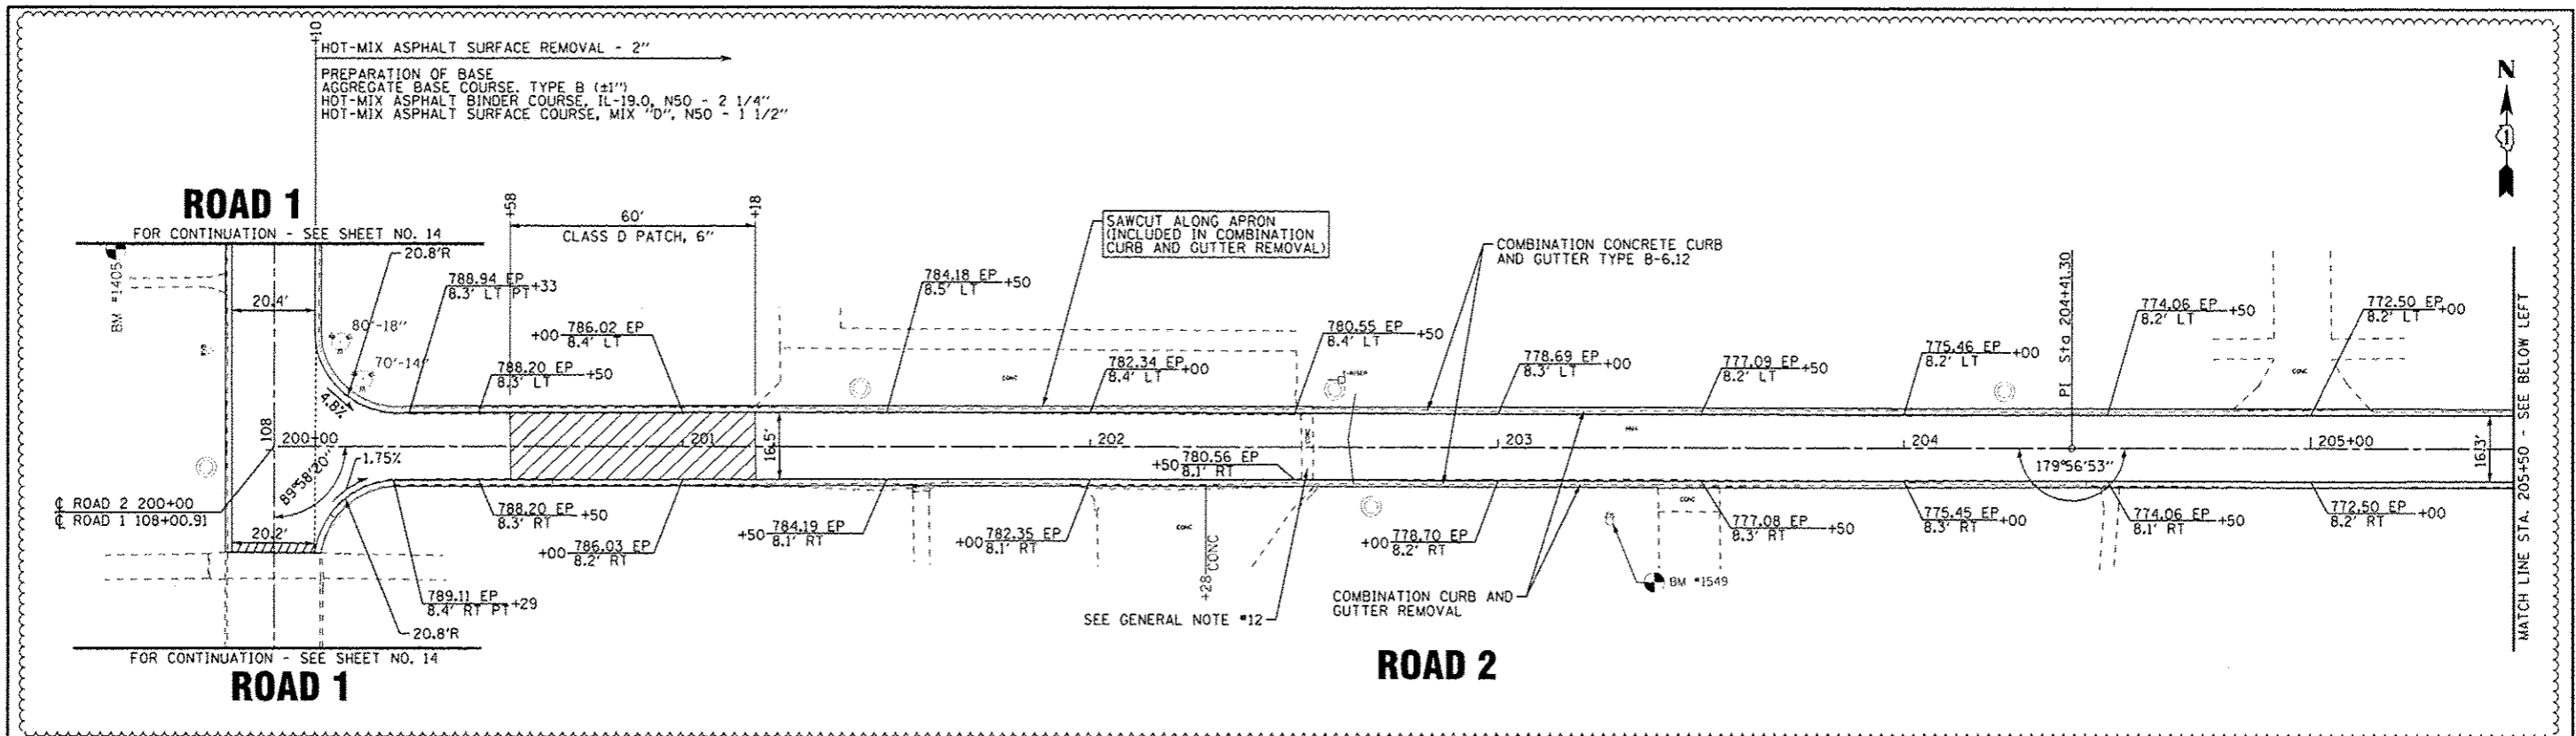 +10
HOT-MIX ASPHALT SURFACE REMOVAL - 2"
PREPARATION OF BASE
AGGREGATE BASE COURSE, TYPE B (±1")
HOT-MIX ASPHALT BINDER COURSE, IL-19.0, N50 - 2 1/4"
HOT-MIX ASPHALT SURFACE COURSE, MIX "D", N50 - 1 1/2"
N
ROAD 1
FOR CONTINUATION - SEE SHEET NO. 14
BM #1405
20.8'R
20.4'
80'-18"
70'-14"
4.8%
+58
60'
CLASS D PATCH, 6"
+18
SAWCUT ALONG APRON
(INCLUDED IN COMBINATION
CURB AND GUTTER REMOVAL)
COMBINATION CONCRETE CURB
AND GUTTER TYPE B-6.12
PI Sta 204+41.30
788.94 EP +33
8.3' LT PT
788.20 EP +50
8.3' LT
+00 786.02 EP
8.4' LT
784.18 EP +50
8.5' LT
782.34 EP +00
8.4' LT
780.55 EP +50
8.4' LT
778.69 EP +00
8.3' LT
777.09 EP +50
8.2' LT
775.46 EP +00
8.2' LT
774.06 EP +50
8.2' LT
772.50 EP +00
8.2' LT
CONC
CONC
108
200+00
201
202
203
204
205+00
16.5'
16.3'
1.75%
89°58'20"
179°56'53"
CONC
℄ ROAD 2 200+00
℄ ROAD 1 108+00.91
20.2'
789.11 EP +29
8.4' RT PT
20.8'R
788.20 EP +50
8.3' RT
+00 786.03 EP
8.2' RT
+50 784.19 EP
8.1' RT
+00 782.35 EP
8.1' RT
+50 780.56 EP
8.1' RT
+00 778.70 EP
8.2' RT
777.08 EP +50
8.3' RT
775.45 EP +00
8.3' RT
774.06 EP +50
8.1' RT
772.50 EP +00
8.2' RT
CONC
+28 CONC
CONC
SEE GENERAL NOTE #12
COMBINATION CURB AND
GUTTER REMOVAL
BM #1549
MATCH LINE STA. 205+50 - SEE BELOW LEFT
FOR CONTINUATION - SEE SHEET NO. 14
ROAD 1
ROAD 2